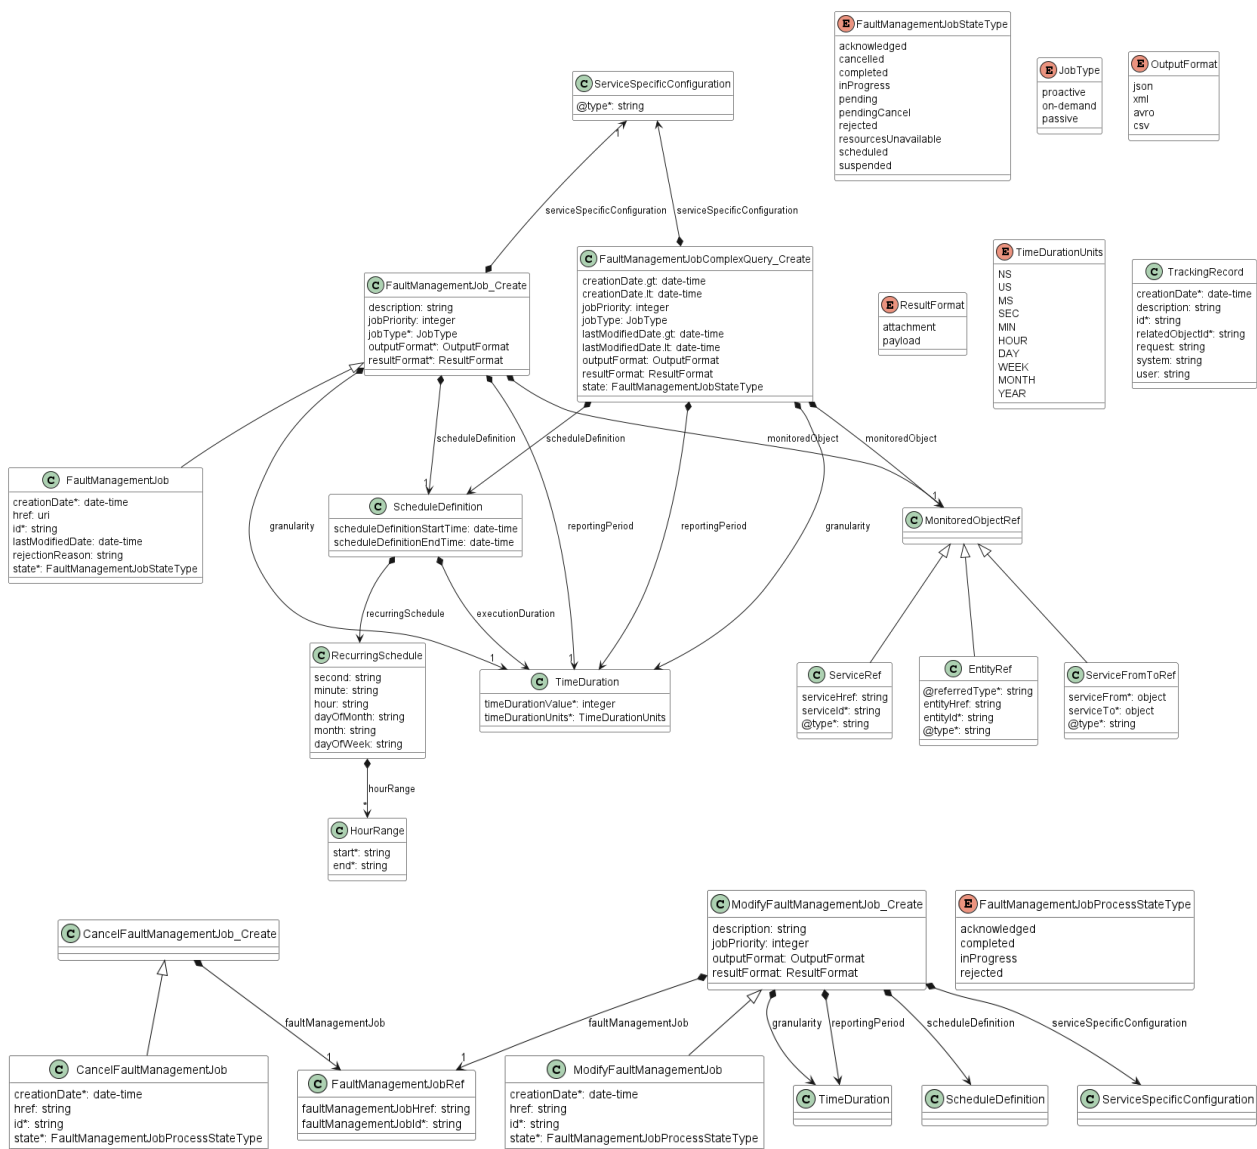 E FaultManagementJobStateType
acknowledged
cancelled
completed
inProgress
pending
pendingCancel
rejected
resourcesUnavailable
scheduled
suspended
E JobType
proactive
on-demand
passive
E OutputFormat
json
xml
avro
csv
C ServiceSpecificConfiguration
@type*: string
1
serviceSpecificConfiguration
serviceSpecificConfiguration
C FaultManagementJob_Create
description: string
jobPriority: integer
jobType*: JobType
outputFormat*: OutputFormat
resultFormat*: ResultFormat
C FaultManagementJobComplexQuery_Create
creationDate.gt: date-time
creationDate.lt: date-time
jobPriority: integer
jobType: JobType
lastModifiedDate.gt: date-time
lastModifiedDate.lt: date-time
outputFormat: OutputFormat
resultFormat: ResultFormat
state: FaultManagementJobStateType
E ResultFormat
attachment
payload
E TimeDurationUnits
NS
US
MS
SEC
MIN
HOUR
DAY
WEEK
MONTH
YEAR
C TrackingRecord
creationDate*: date-time
description: string
id*: string
relatedObjectId*: string
request: string
system: string
user: string
scheduleDefinition
scheduleDefinition
monitoredObject
monitoredObject
1
1
C FaultManagementJob
creationDate*: date-time
href: uri
id*: string
lastModifiedDate: date-time
rejectionReason: string
state*: FaultManagementJobStateType
granularity
C ScheduleDefinition
scheduleDefinitionStartTime: date-time
scheduleDefinitionEndTime: date-time
reportingPeriod
reportingPeriod
granularity
C MonitoredObjectRef
recurringSchedule
executionDuration
1
1
C RecurringSchedule
second: string
minute: string
hour: string
dayOfMonth: string
month: string
dayOfWeek: string
C TimeDuration
timeDurationValue*: integer
timeDurationUnits*: TimeDurationUnits
C ServiceRef
serviceHref: string
serviceId*: string
@type*: string
C EntityRef
@referredType*: string
entityHref: string
entityId*: string
@type*: string
C ServiceFromToRef
serviceFrom*: object
serviceTo*: object
@type*: string
hourRange
*
C HourRange
start*: string
end*: string
C CancelFaultManagementJob_Create
C ModifyFaultManagementJob_Create
description: string
jobPriority: integer
outputFormat: OutputFormat
resultFormat: ResultFormat
E FaultManagementJobProcessStateType
acknowledged
completed
inProgress
rejected
faultManagementJob
faultManagementJob
granularity
reportingPeriod
scheduleDefinition
serviceSpecificConfiguration
1
1
C CancelFaultManagementJob
creationDate*: date-time
href: string
id*: string
state*: FaultManagementJobProcessStateType
C FaultManagementJobRef
faultManagementJobHref: string
faultManagementJobId*: string
C ModifyFaultManagementJob
creationDate*: date-time
href: string
id*: string
state*: FaultManagementJobProcessStateType
C TimeDuration
C ScheduleDefinition
C ServiceSpecificConfiguration